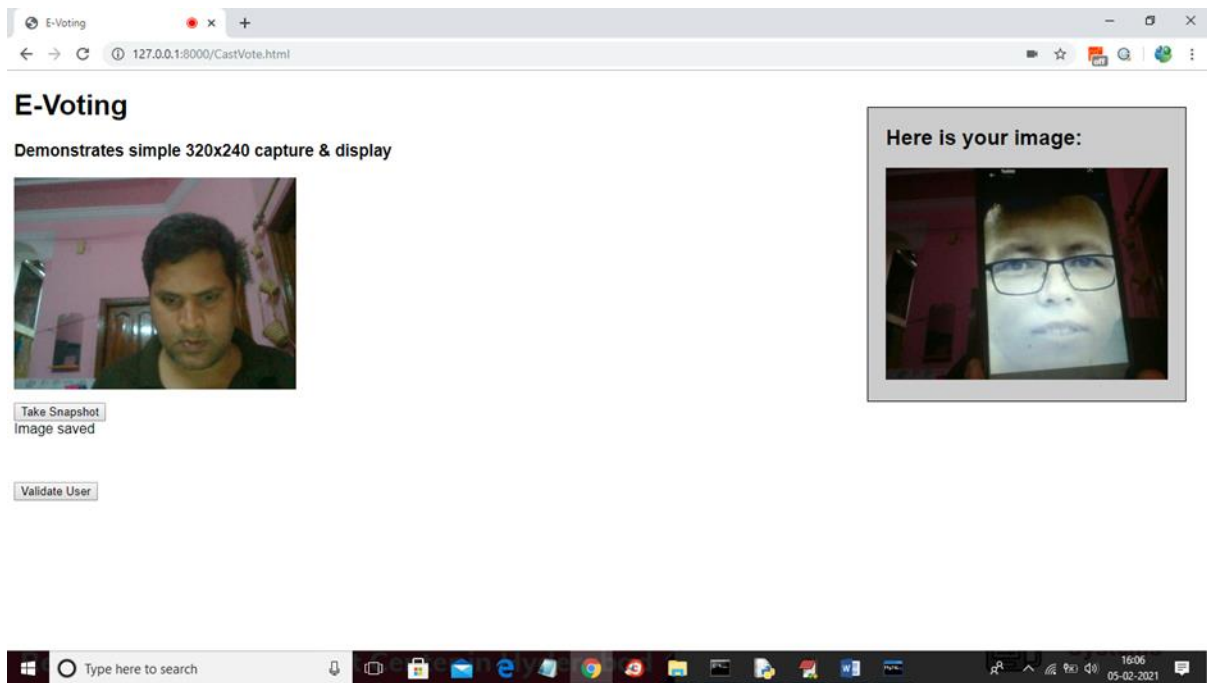 E-Voting
127.0.0.1:8000/CastVote.html
off
E-Voting
Demonstrates simple 320x240 capture & display
Here is your image:
Take Snapshot
Image saved
Validate User
Type here to search
16:06
05-02-2021